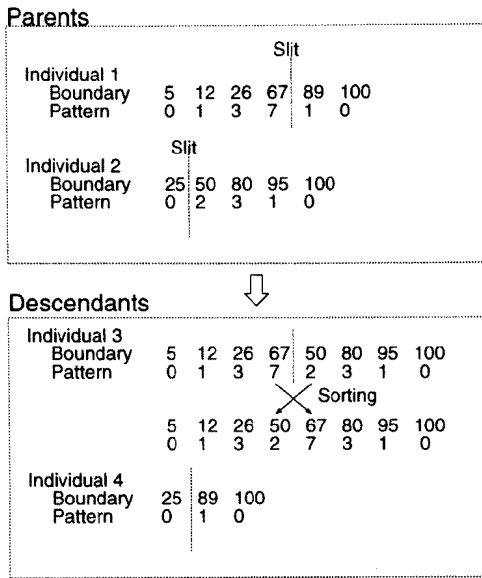 Parents
Slit
Individual 1
Boundary 5 12 26 67 89 100
Pattern 0 1 3 7 1 0
Slit
Individual 2
Boundary 25 50 80 95 100
Pattern 0 2 3 1 0
Descendants
Individual 3
Boundary 5 12 26 67 50 80 95 100
Pattern 0 1 3 7 2 3 1 0
Sorting
5 12 26 50 67 80 95 100
0 1 3 2 7 3 1 0
Individual 4
Boundary 25 89 100
Pattern 0 1 0